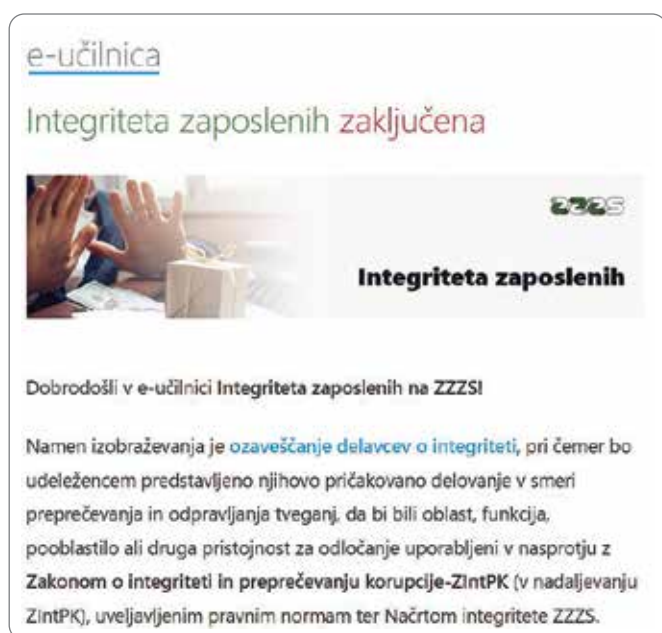 e-učilnica
Integriteta zaposlenih zaključena
ZZZS
Integriteta zaposlenih
Dobrodošli v e-učilnici Integriteta zaposlenih na ZZZS!
Namen izobraževanja je ozaveščanje delavcev o integriteti, pri čemer bo
udeležencem predstavljeno njihovo pričakovano delovanje v smeri
preprečevanja in odpravljanja tveganj, da bi bili oblast, funkcija,
pooblastilo ali druga pristojnost za odločanje uporabljeni v nasprotju z
Zakonom o integriteti in preprečevanju korupcije-ZIntPK (v nadaljevanju
ZIntPK), uveljavljenim pravnim normam ter Načrtom integritete ZZZS.